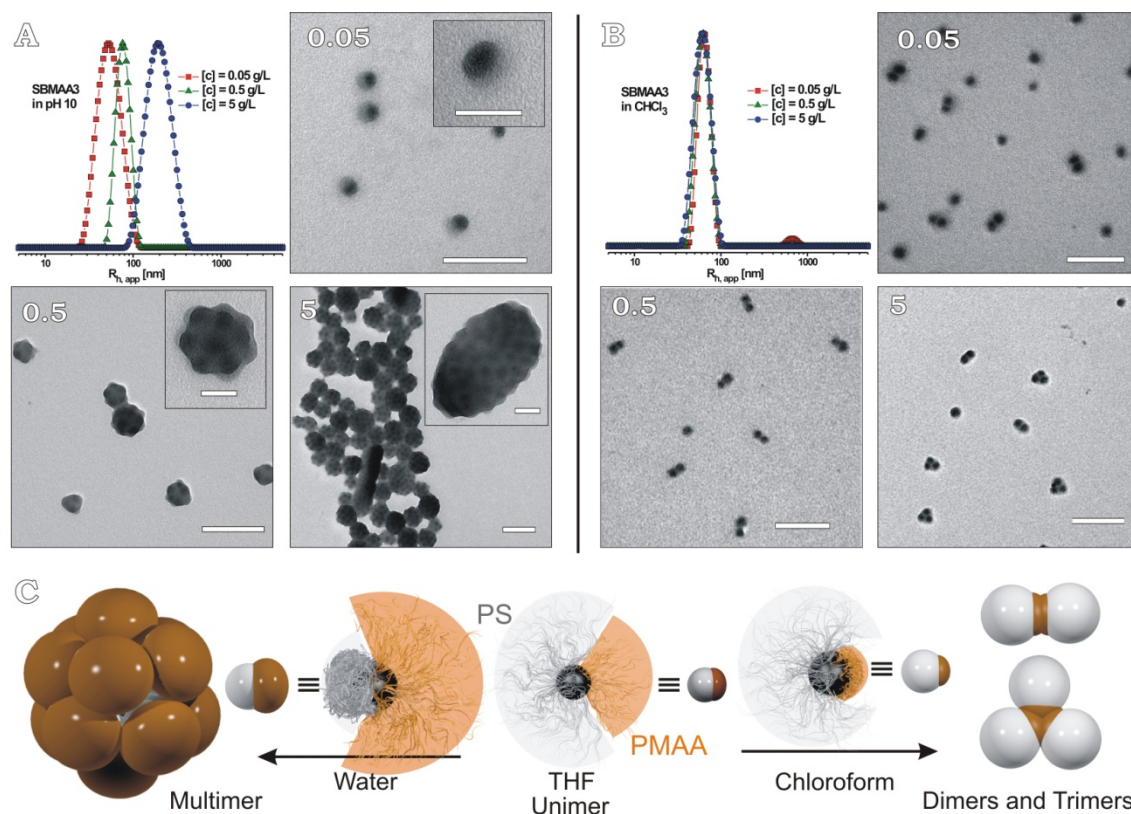 A
SBMAA3
in pH 10
[c] = 0.05 g/L
[c] = 0.5 g/L
[c] = 5 g/L
10 100 1000
R_h, app [nm]
0.05
B
SBMAA3
in CHCl₃
[c] = 0.05 g/L
[c] = 0.5 g/L
[c] = 5 g/L
10 100 1000
R_h, app [nm]
0.05
0.5
5
0.5
5
C
PS
≡
≡
≡
PMAA
Water
THF
Unimer
Chloroform
Multimer
Dimers and Trimers